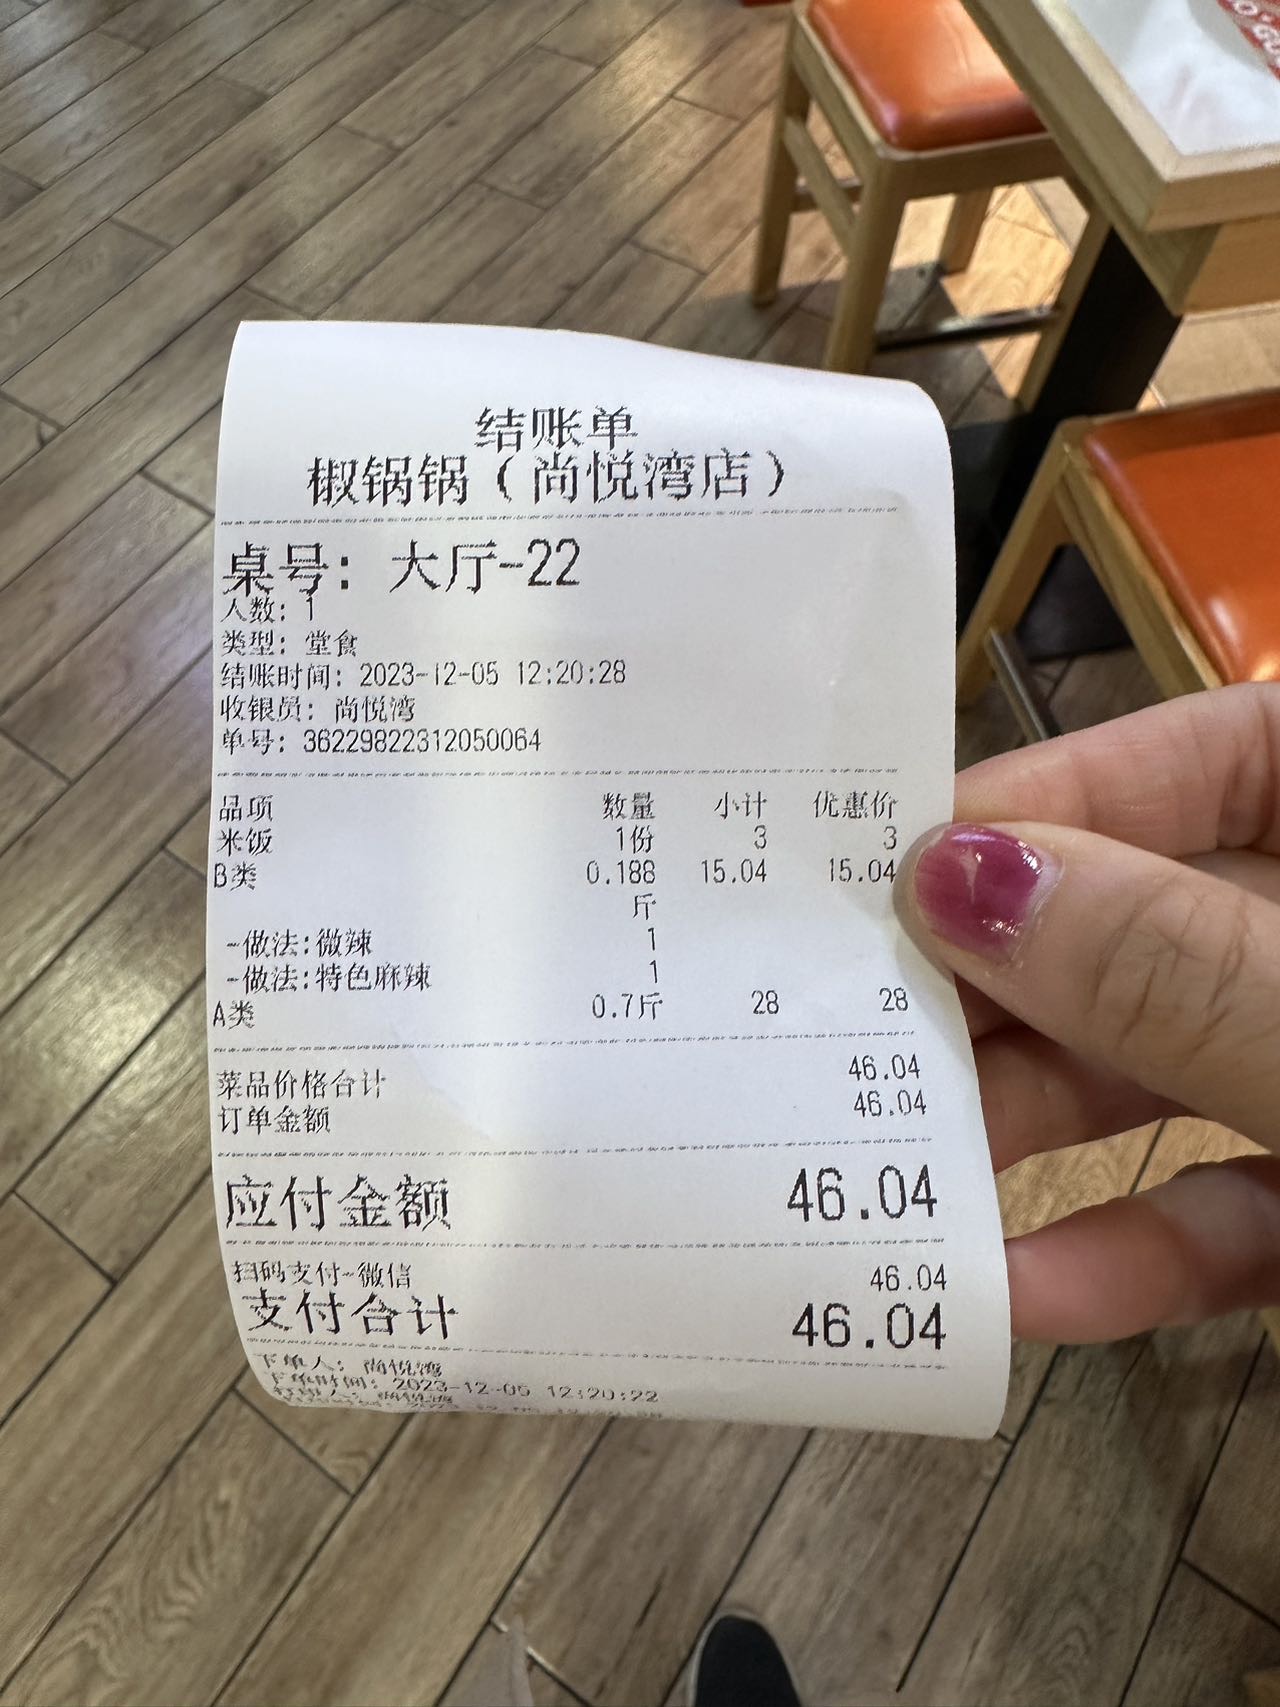 结账单
椒锅锅(尚悦湾店)
桌号: 大厅-22
人数: 1
类型: 堂食
结账时间: 2023-12-05 12:20:28
收银员: 尚悦湾
单号: 36229822312050064
品项 数量 小计 优惠价
米饭 1份 3 3
B类 0.188 15.04 15.04
斤
-做法:微辣 1
-做法:特色麻辣 1
A类 0.7斤 28 28
菜品价格合计 46.04
订单金额 46.04
应付金额 46.04
扫码支付-微信 46.04
支付合计 46.04
下单人: 尚悦湾
下单时间: 2023-12-05 12:20:22